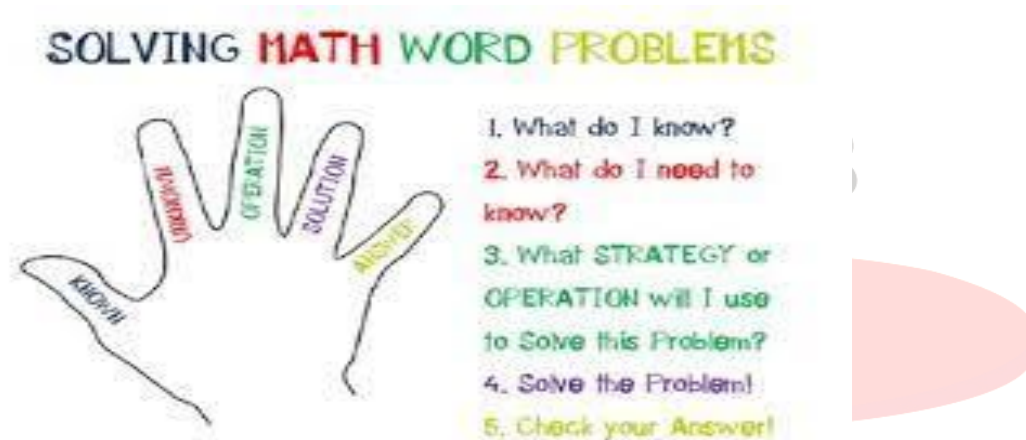 SOLVING MATH WORD PROBLEMS
KNOWN
UNKNOWN
OPERATION
SOLUTION
ANSWER
1. What do I know?
2. What do I need to
know?
3. What STRATEGY or
OPERATION will I use
to Solve this Problem?
4. Solve the Problem!
5. Check your Answer!